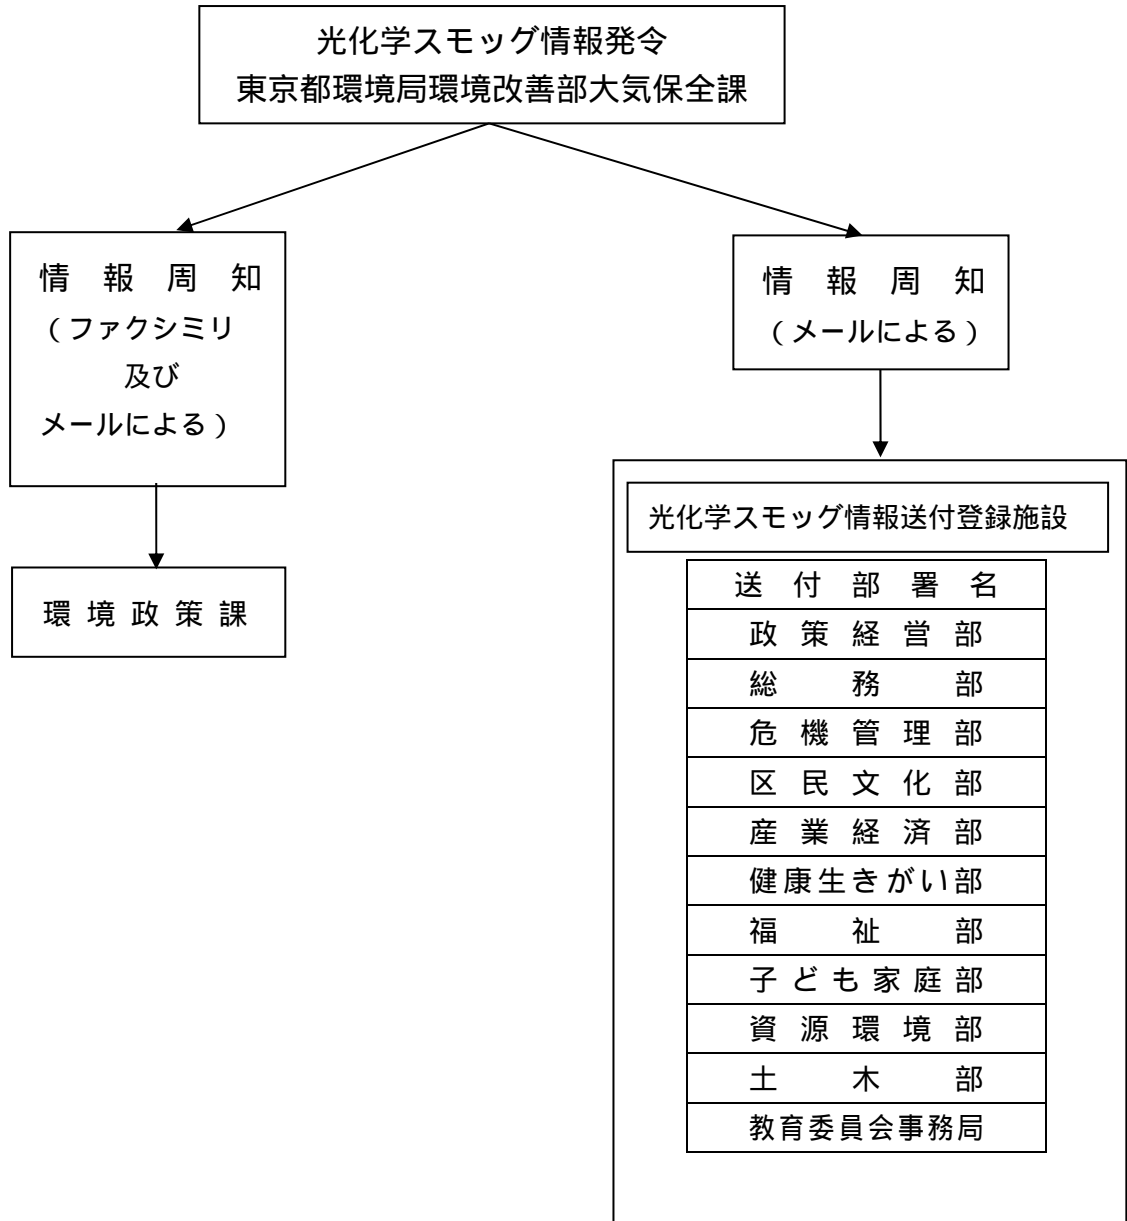 光化学スモッグ情報発令
東京都環境局環境改善部大気保全課
情報周知
(ファクシミリ
及び
メールによる)
環境政策課
情報周知
(メールによる)
光化学スモッグ情報送付登録施設
送付部署名
政策経営部
総務部
危機管理部
区民文化部
産業経済部
健康生きがい部
福祉部
子ども家庭部
資源環境部
土木部
教育委員会事務局